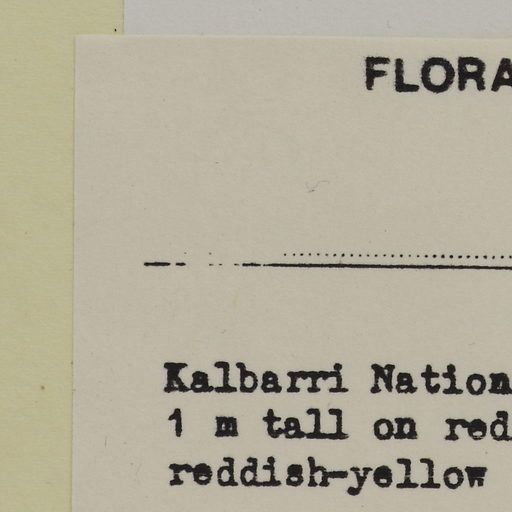 FLORA
Kalbarri Nation
1 m tall on red
reddish-yellow